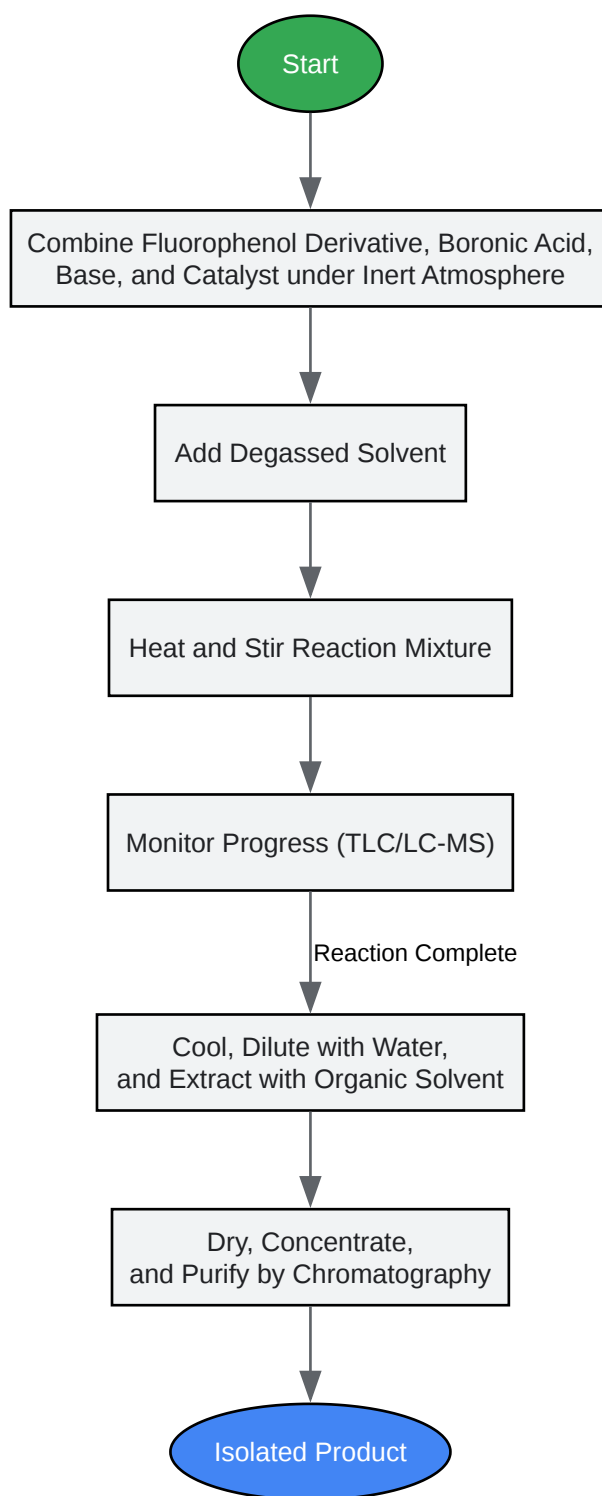 Start
Combine Fluorophenol Derivative, Boronic Acid,
Base, and Catalyst under Inert Atmosphere
Add Degassed Solvent
Heat and Stir Reaction Mixture
Monitor Progress (TLC/LC-MS)
Reaction Complete
Cool, Dilute with Water,
and Extract with Organic Solvent
Dry, Concentrate,
and Purify by Chromatography
Isolated Product